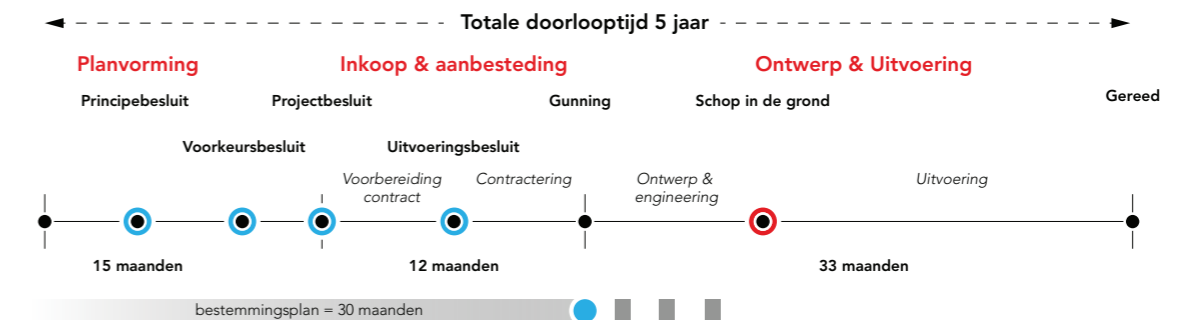 Totale doorlooptijd 5 jaar
Planvorming
Inkoop & aanbesteding
Ontwerp & Uitvoering
Principebesluit
Projectbesluit
Gunning
Schop in de grond
Gereed
Voorkeursbesluit
Uitvoeringsbesluit
Voorbereiding
contract
Contractering
Ontwerp &
engineering
Uitvoering
15 maanden
12 maanden
33 maanden
bestemmingsplan = 30 maanden